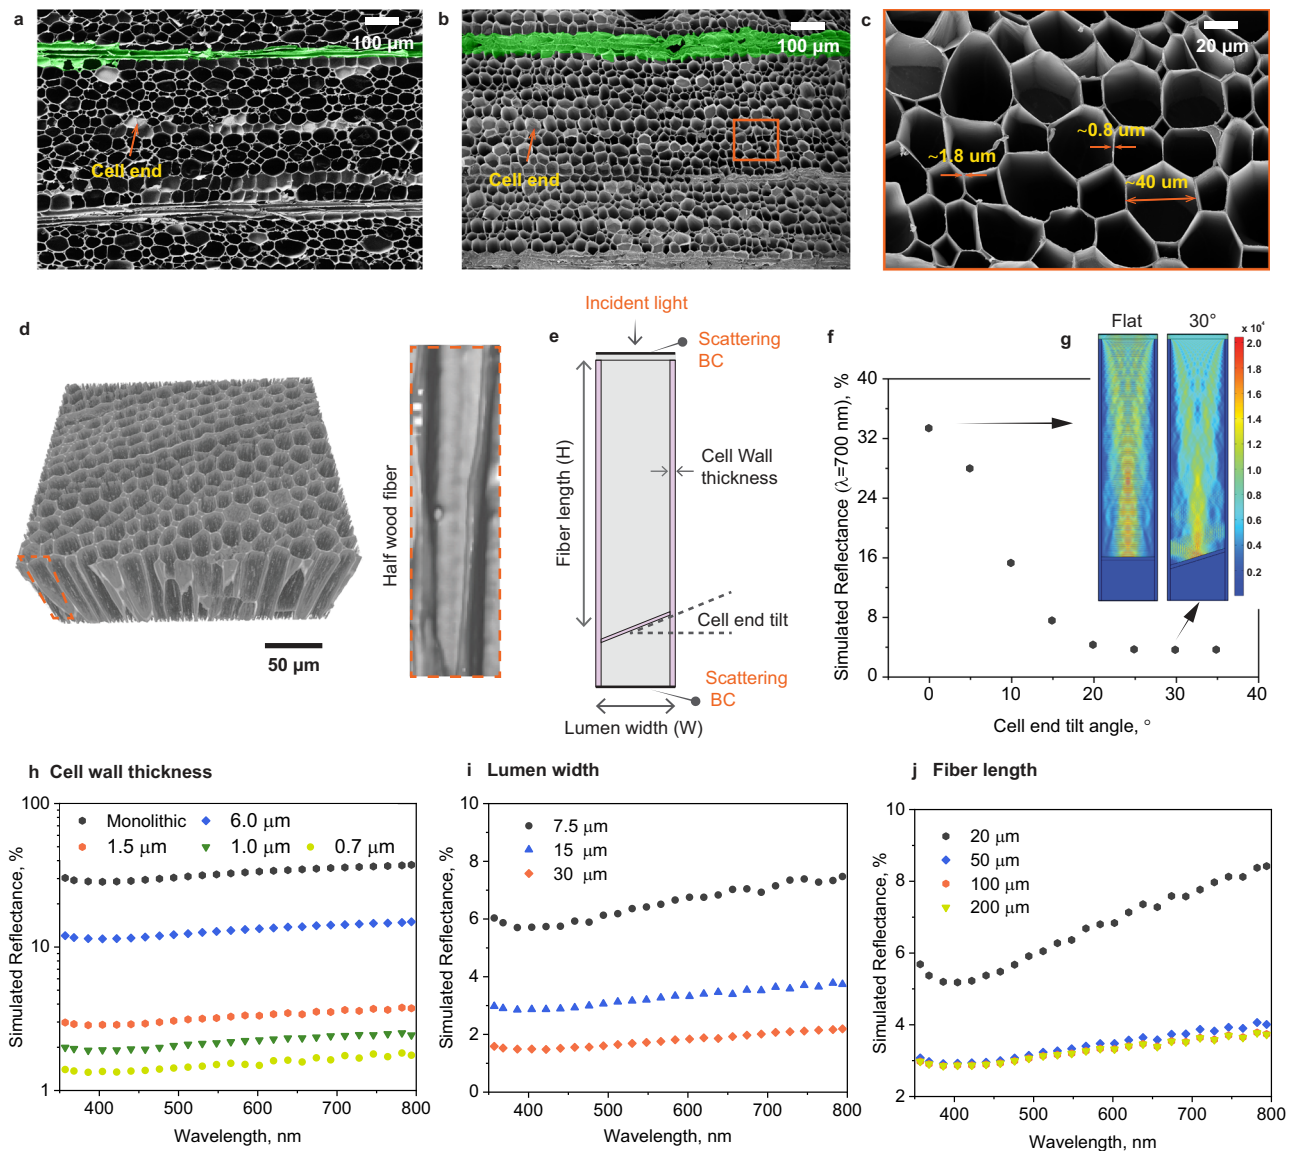 a
100 µm
Cell end
b
100 µm
Cell end
c
20 µm
~0.8 um
~1.8 um
~40 um
d
50 µm
Half wood fiber
e
Incident light
Scattering
BC
Fiber length (H)
Cell Wall
thickness
Cell end tilt
Scattering
BC
Lumen width (W)
f
Simulated Reflectance (λ=700 nm), %
40
32
24
16
8
0
0 10 20 30 40
Cell end tilt angle, °
g
Flat 30°
x 10⁴
2.0
1.8
1.6
1.4
1.2
1.0
0.8
0.6
0.4
0.2
h Cell wall thickness
Simulated Reflectance, %
100
10
1
Monolithic 6.0 µm
1.5 µm 1.0 µm 0.7 µm
400 500 600 700 800
Wavelength, nm
i Lumen width
Simulated Reflectance, %
10
8
6
4
2
0
7.5 µm
15 µm
30 µm
400 500 600 700 800
Wavelength, nm
j Fiber length
Simulated Reflectance, %
10
8
6
4
2
20 µm
50 µm
100 µm
200 µm
400 500 600 700 800
Wavelength, nm